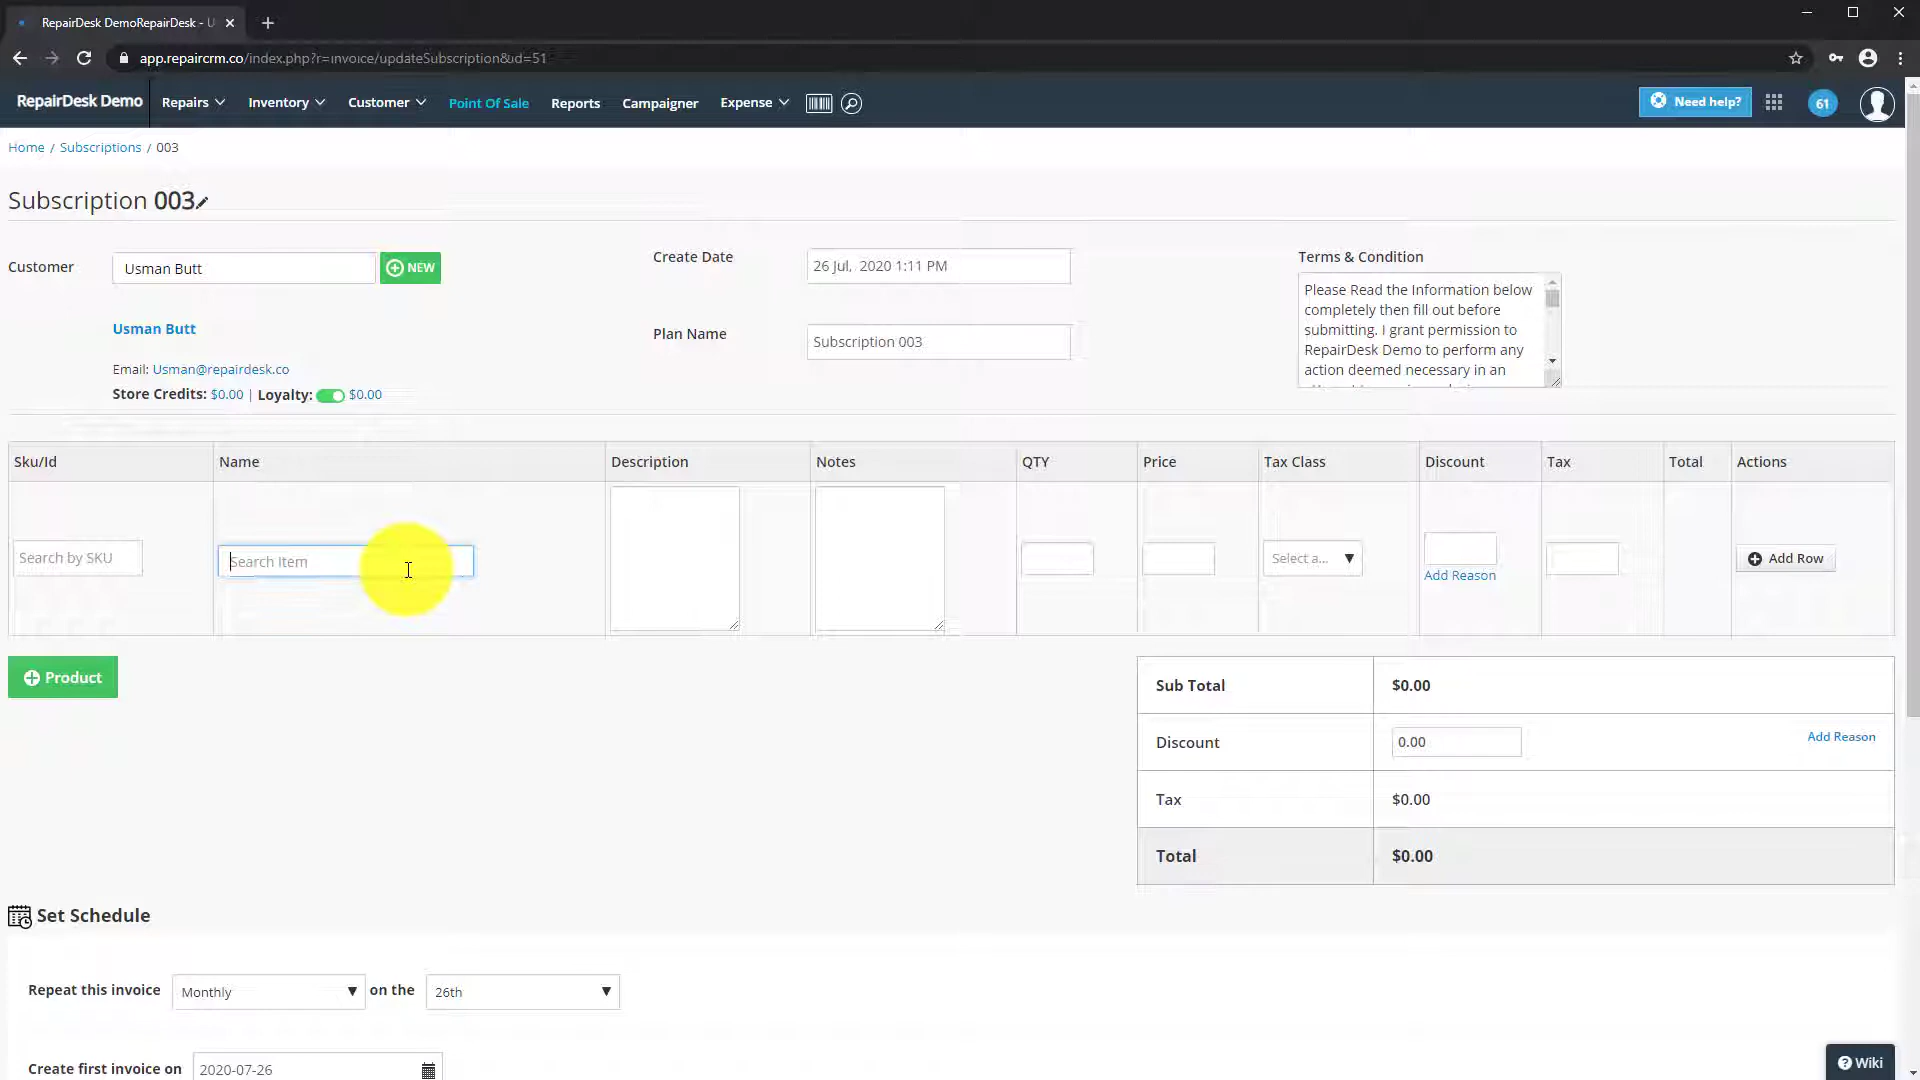 RepairDesk DemoRepairDesk - U
app.repaircrm.co/index.php?r=invoice/updateSubscription&id=51
RepairDesk Demo
Repairs
Inventory
Customer
Point Of Sale
Reports
Campaigner
Expense
Need help?
61
Home / Subscriptions / 003
Subscription 003
Customer
Usman Butt
NEW
Create Date
26 Jul, 2020 1:11 PM
Terms & Condition
Please Read the Information below
completely then fill out before
submitting. I grant permission to
RepairDesk Demo to perform any
action deemed necessary in an
Usman Butt
Plan Name
Subscription 003
Email: Usman@repairdesk.co
Store Credits: $0.00 | Loyalty: $0.00
Sku/Id
Name
Description
Notes
QTY
Price
Tax Class
Discount
Tax
Total
Actions
Search by SKU
Search Item
Select a...
Add Reason
Add Row
Product
Sub Total
$0.00
Discount
0.00
Add Reason
Tax
$0.00
Total
$0.00
Set Schedule
Repeat this invoice
Monthly
on the
26th
Create first invoice on
2020-07-26
Wiki